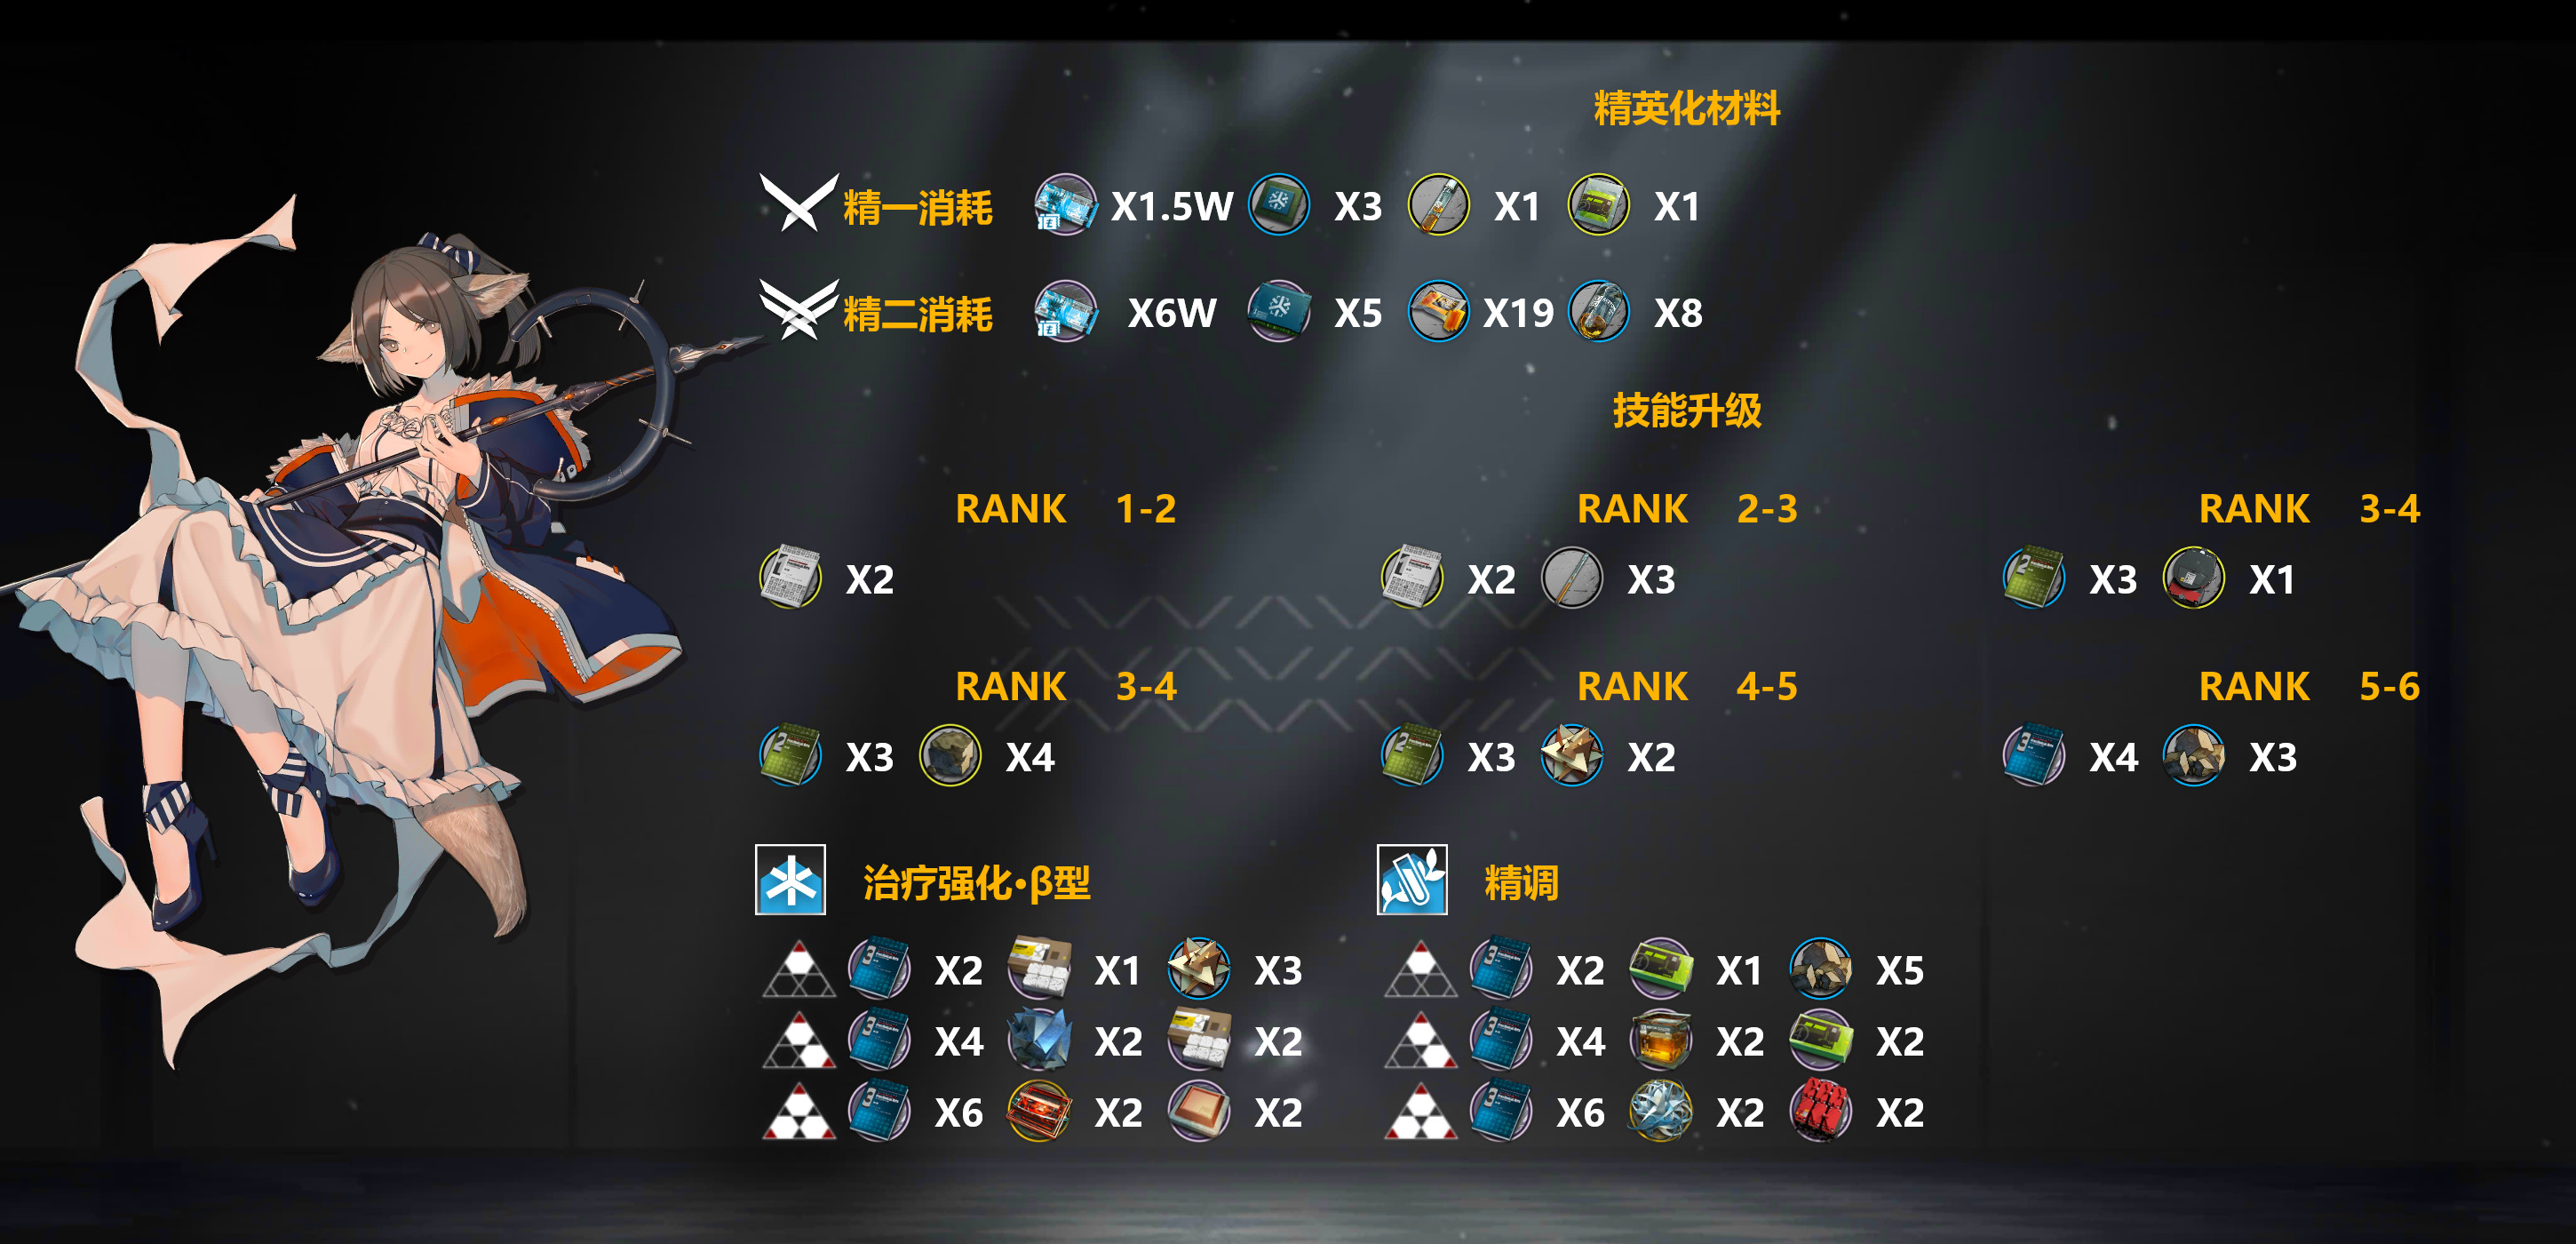 精英化材料
精一消耗 X1.5W X3 X1 X1
精二消耗 X6W X5 X19 X8
技能升级
RANK 1-2 RANK 2-3 RANK 3-4
X2 X2 X3 X3 X1
RANK 3-4 RANK 4-5 RANK 5-6
X3 X4 X3 X2 X4 X3
治疗强化·β型 精调
X2 X1 X3 X2 X1 X5
X4 X2 X2 X4 X2 X2
X6 X2 X2 X6 X2 X2